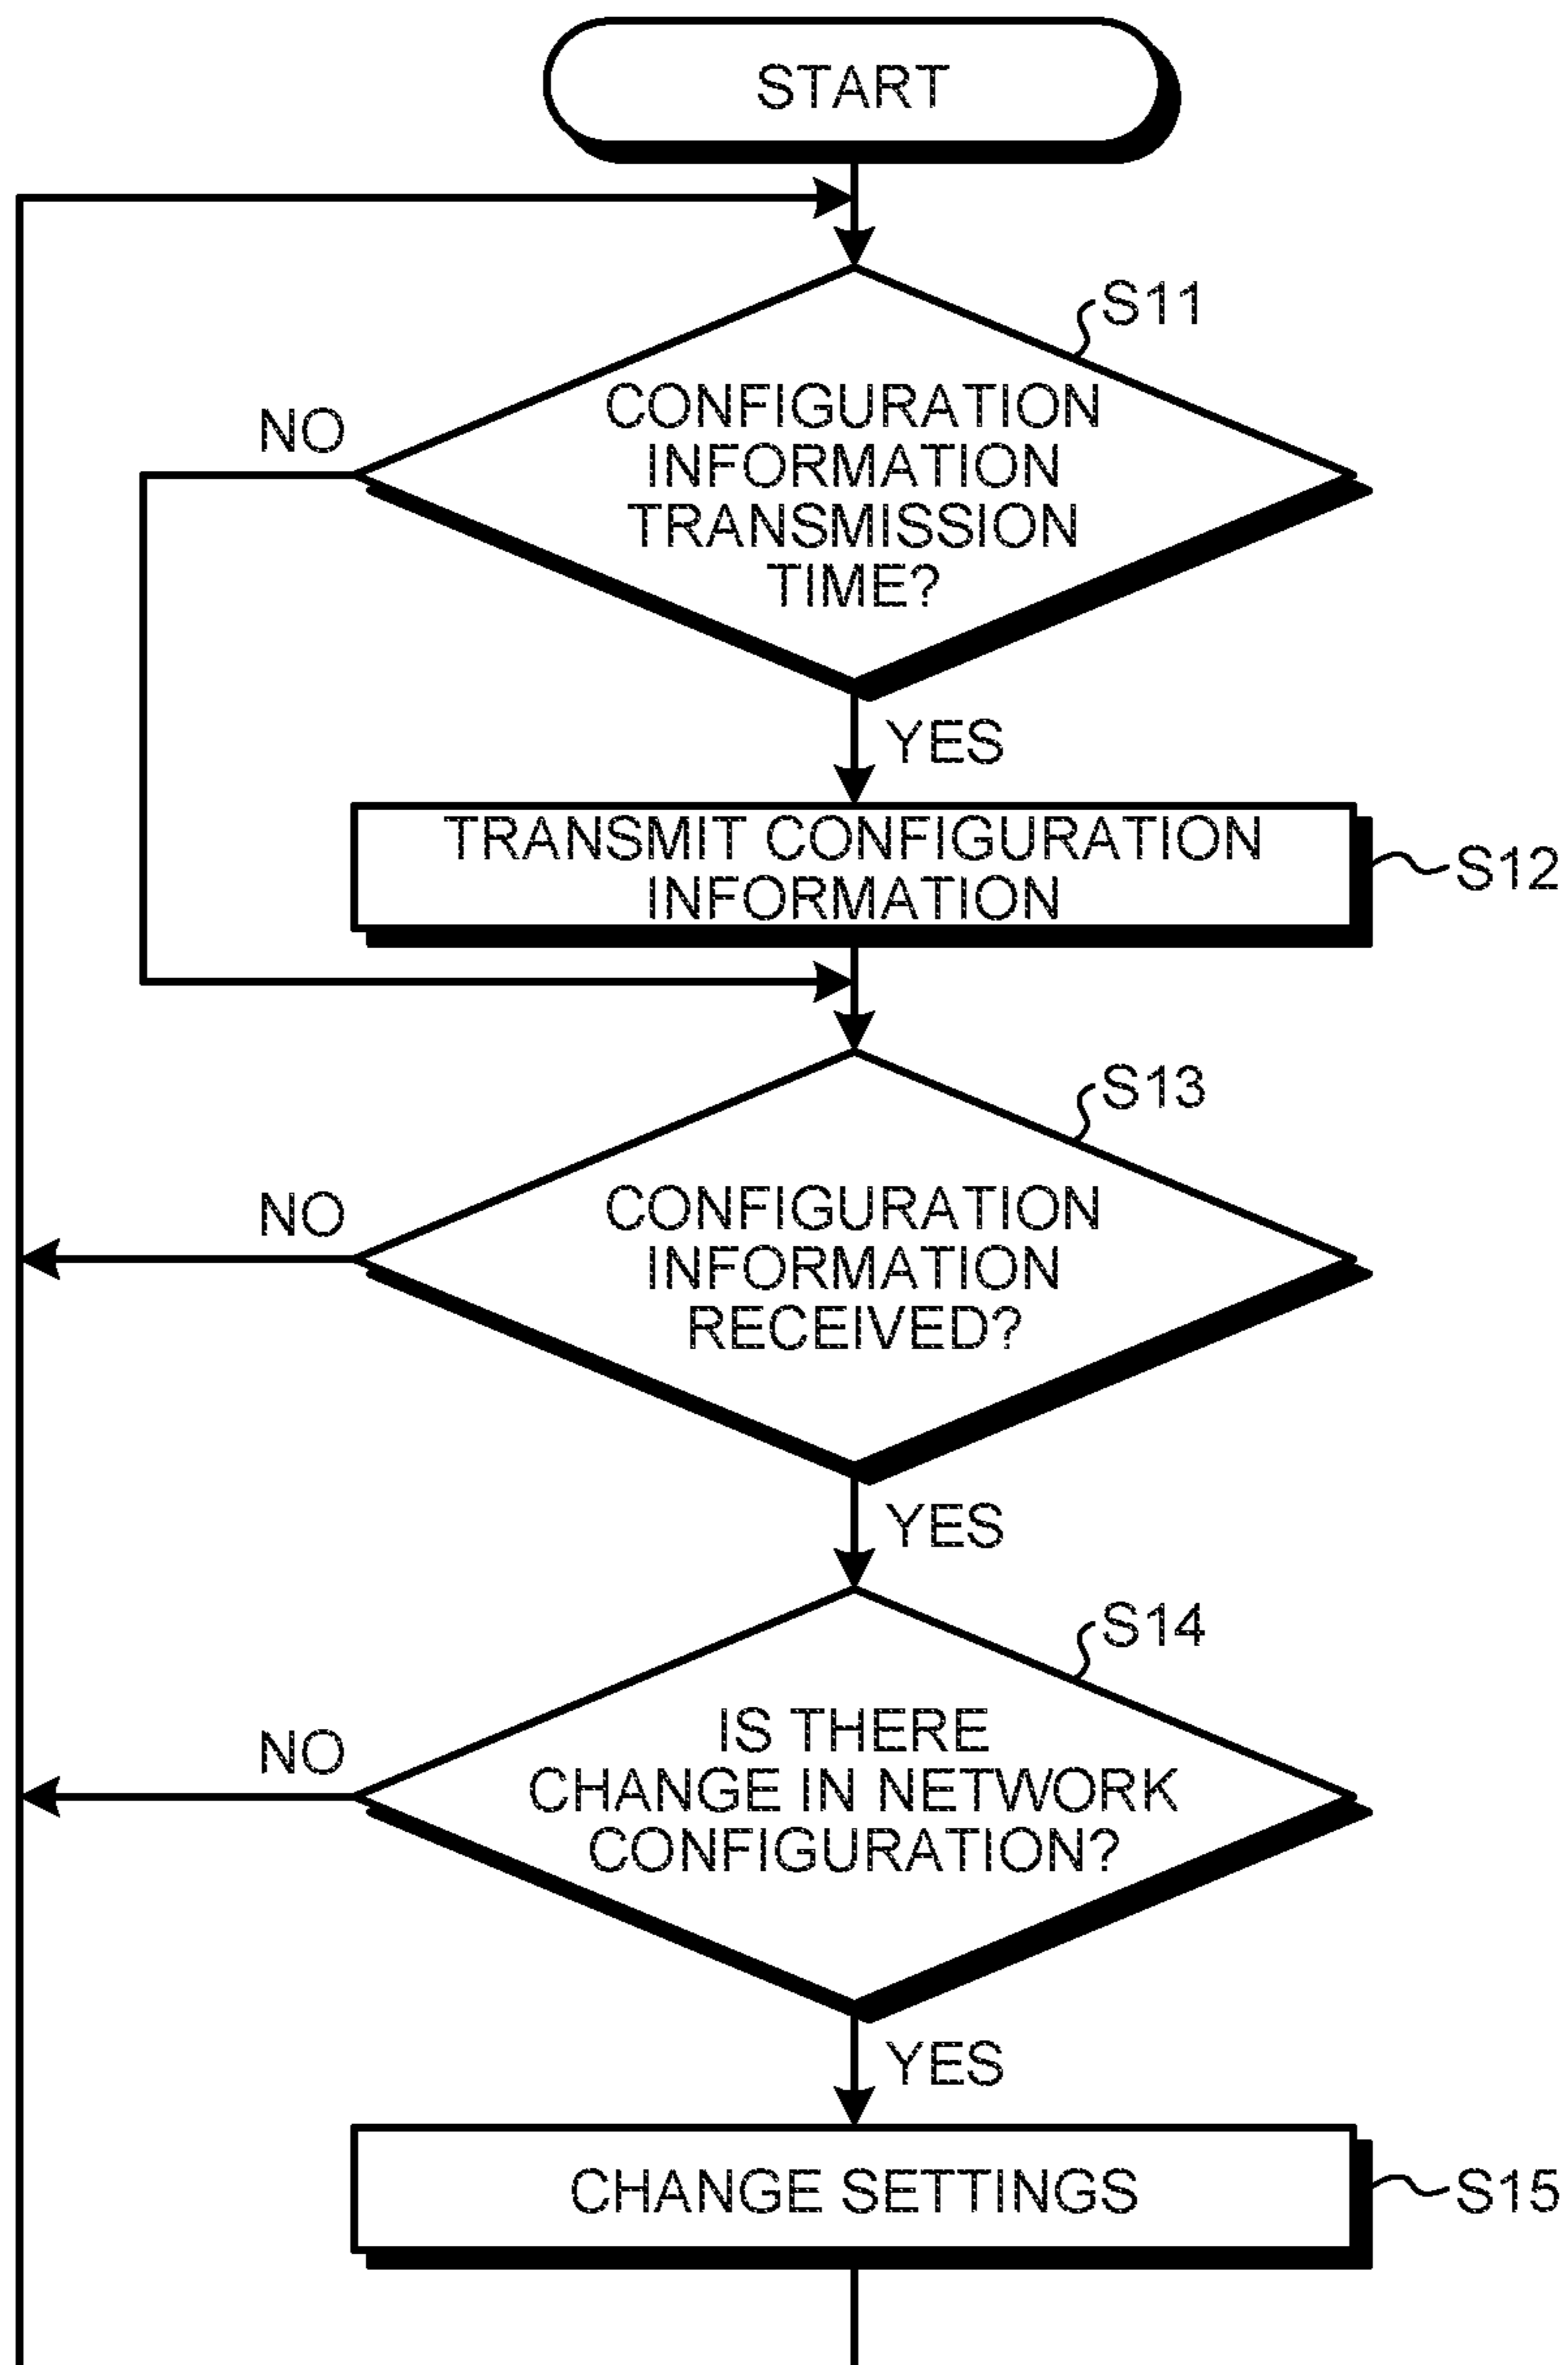 START
S11
CONFIGURATION
INFORMATION
TRANSMISSION
TIME?
NO
YES
TRANSMIT CONFIGURATION
INFORMATION
S12
S13
CONFIGURATION
INFORMATION
RECEIVED?
NO
YES
S14
IS THERE
CHANGE IN NETWORK
CONFIGURATION?
NO
YES
CHANGE SETTINGS
S15